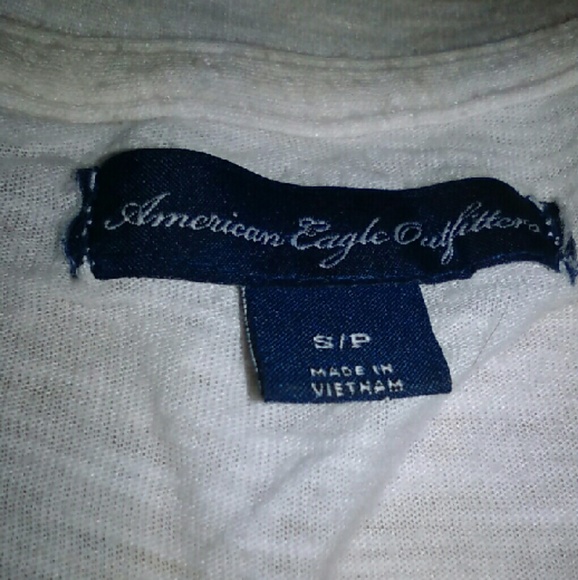 American Eagle Outfitters
S/P
MADE IN
VIETNAM